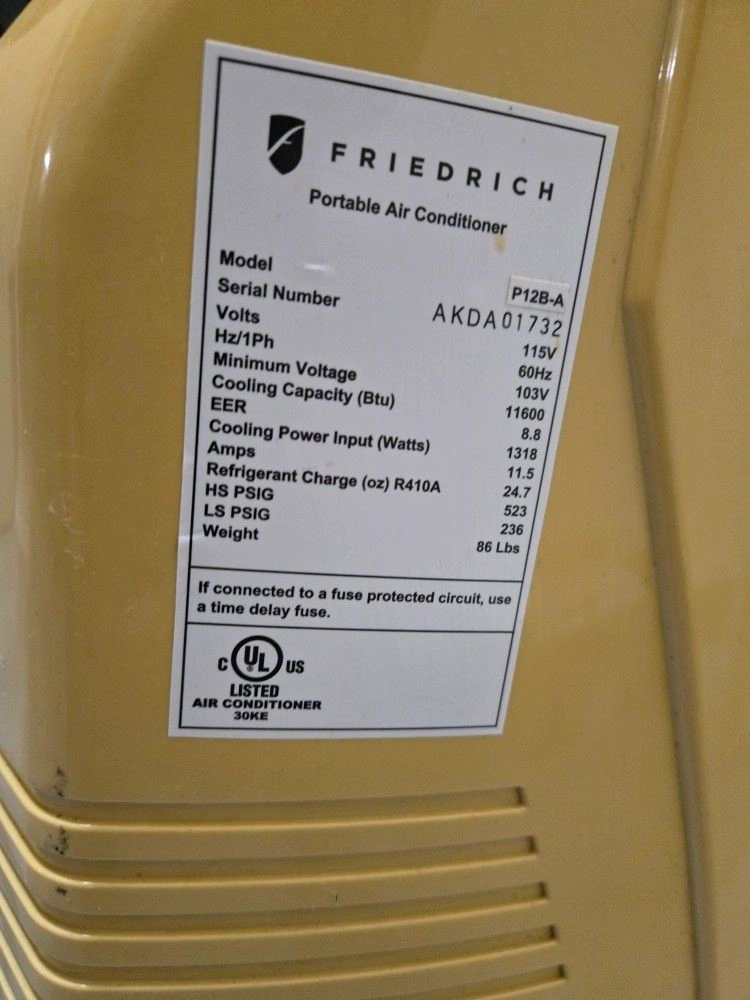 FRIEDRICH
Portable Air Conditioner
Model P12B-A
Serial Number AKDA01732
Volts 115V
Hz/1Ph 60Hz
Minimum Voltage 103V
Cooling Capacity (Btu) 11600
EER 8.8
Cooling Power Input (Watts) 1318
Amps 11.5
Refrigerant Charge (oz) R410A 24.7
HS PSIG 523
LS PSIG 236
Weight 86 Lbs
If connected to a fuse protected circuit, use
a time delay fuse.
C UL ® US
LISTED
AIR CONDITIONER
30KE